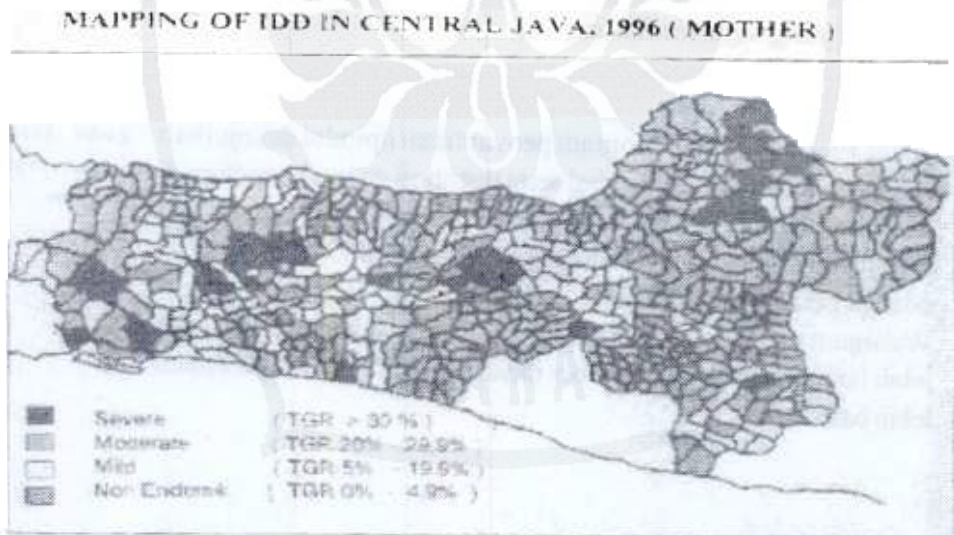 MAPPING OF IDD IN CENTRAL JAVA, 1996 ( MOTHER )
Severe ( TGR > 30 % )
Moderate ( TGR 20% - 29.9%
Mild ( TGR 5% - 19.9% )
Non Endemik ( TGR 0% - 4.9% )